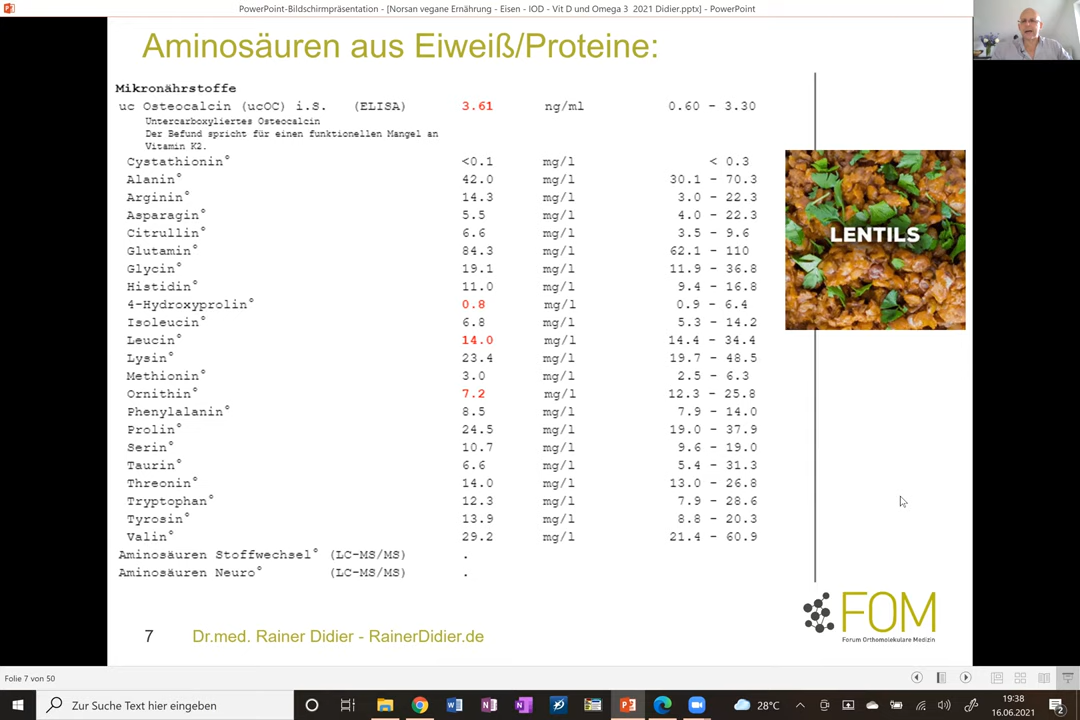 PowerPoint-Bildschirmpräsentation - [Norsan vegane Ernährung - Eisen - IOD - Vit D und Omega 3 2021 Didier.pptx] - PowerPoint
Aminosäuren aus Eiweiß/Proteine:
Mikronährstoffe
uc Osteocalcin (ucOC) i.S. (ELISA) 3.61 ng/ml 0.60 - 3.30
Untercarboxyliertes Osteocalcin
Der Befund spricht für einen funktionellen Mangel an
Vitamin K2.
Cystathionin° <0.1 mg/l < 0.3
Alanin° 42.0 mg/l 30.1 - 70.3
Arginin° 14.3 mg/l 3.0 - 22.3
Asparagin° 5.5 mg/l 4.0 - 22.3
Citrullin° 6.6 mg/l 3.5 - 9.6
Glutamin° 84.3 mg/l 62.1 - 110
Glycin° 19.1 mg/l 11.9 - 36.8
Histidin° 11.0 mg/l 9.4 - 16.8
4-Hydroxyprolin° 0.8 mg/l 0.9 - 6.4
Isoleucin° 6.8 mg/l 5.3 - 14.2
Leucin° 14.0 mg/l 14.4 - 34.4
Lysin° 23.4 mg/l 19.7 - 48.5
Methionin° 3.0 mg/l 2.5 - 6.3
Ornithin° 7.2 mg/l 12.3 - 25.8
Phenylalanin° 8.5 mg/l 7.9 - 14.0
Prolin° 24.5 mg/l 19.0 - 37.9
Serin° 10.7 mg/l 9.6 - 19.0
Taurin° 6.6 mg/l 5.4 - 31.3
Threonin° 14.0 mg/l 13.0 - 26.8
Tryptophan° 12.3 mg/l 7.9 - 28.6
Tyrosin° 13.9 mg/l 8.8 - 20.3
Valin° 29.2 mg/l 21.4 - 60.9
Aminosäuren Stoffwechsel° (LC-MS/MS) .
Aminosäuren Neuro° (LC-MS/MS) .
LENTILS
FOM
Forum Orthomolekulare Medizin
7 Dr.med. Rainer Didier - RainerDidier.de
Folie 7 von 50
Zur Suche Text hier eingeben
28°C
19:38
16.06.2021
2